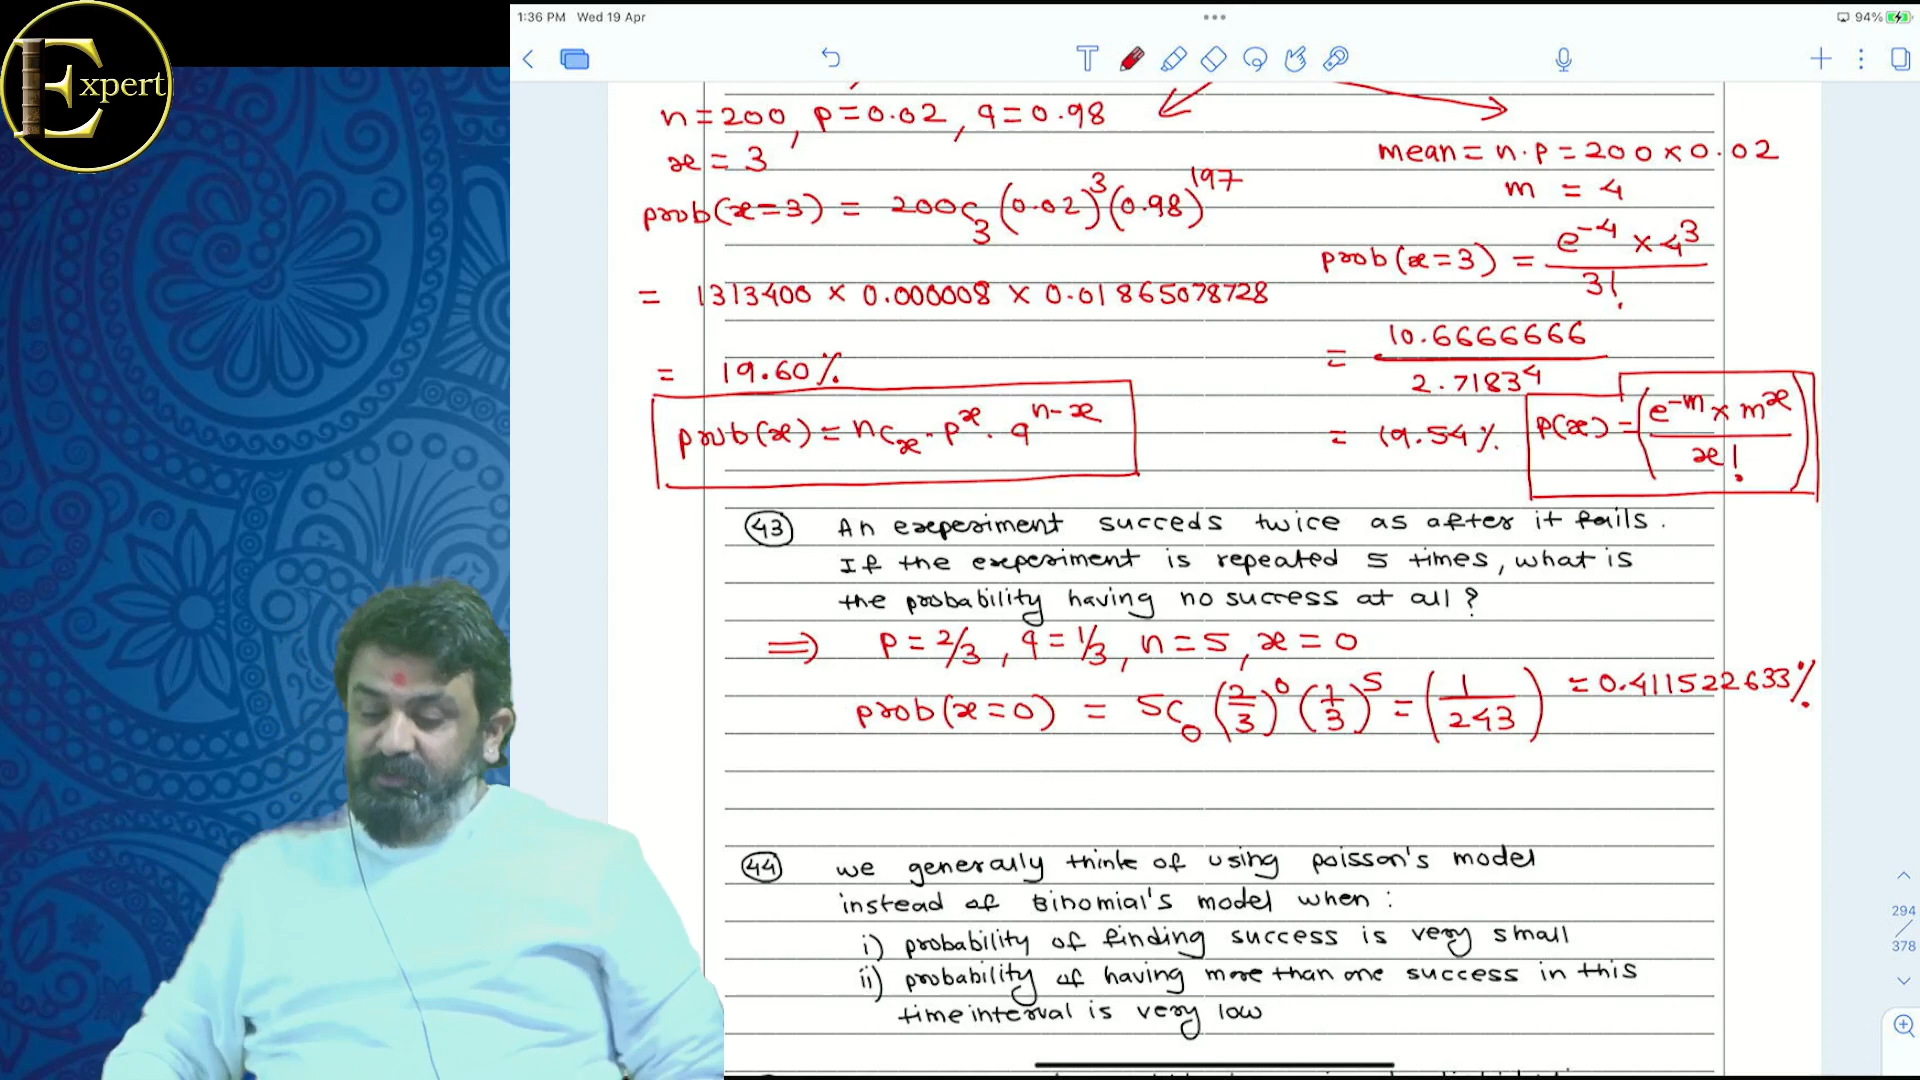 Expert
1:36 PM Wed 19 Apr
94%
n=200, p=0.02, q=0.98
x=3
prob(x=3) = 200C₃ (0.02)³ (0.98)¹⁹⁷
= 1313400 × 0.000008 × 0.01865078728
= 19.60%
prob(x) = nCₓ · pˣ · qⁿ⁻ˣ
mean = n·p = 200 × 0.02
m = 4
prob(x=3) = e⁻⁴ × 4³ / 3!
= 10.6666666 / 2.7183⁴
= 19.54%
P(x) = (e⁻ᵐ × mˣ / x!)
43 An experiment succeds twice as after it fails.
If the experiment is repeated 5 times, what is
the probability having no success at all?
⇒ P = 2/3, q = 1/3, n = 5, x = 0
prob(x=0) = 5C₀ (2/3)⁰ (1/3)⁵ = (1/243) = 0.411522633%
44 we generally think of using poisson's model
instead of Binomial's model when:
i) probability of finding success is very small
ii) probability of having more than one success in this
time interval is very low
294
378